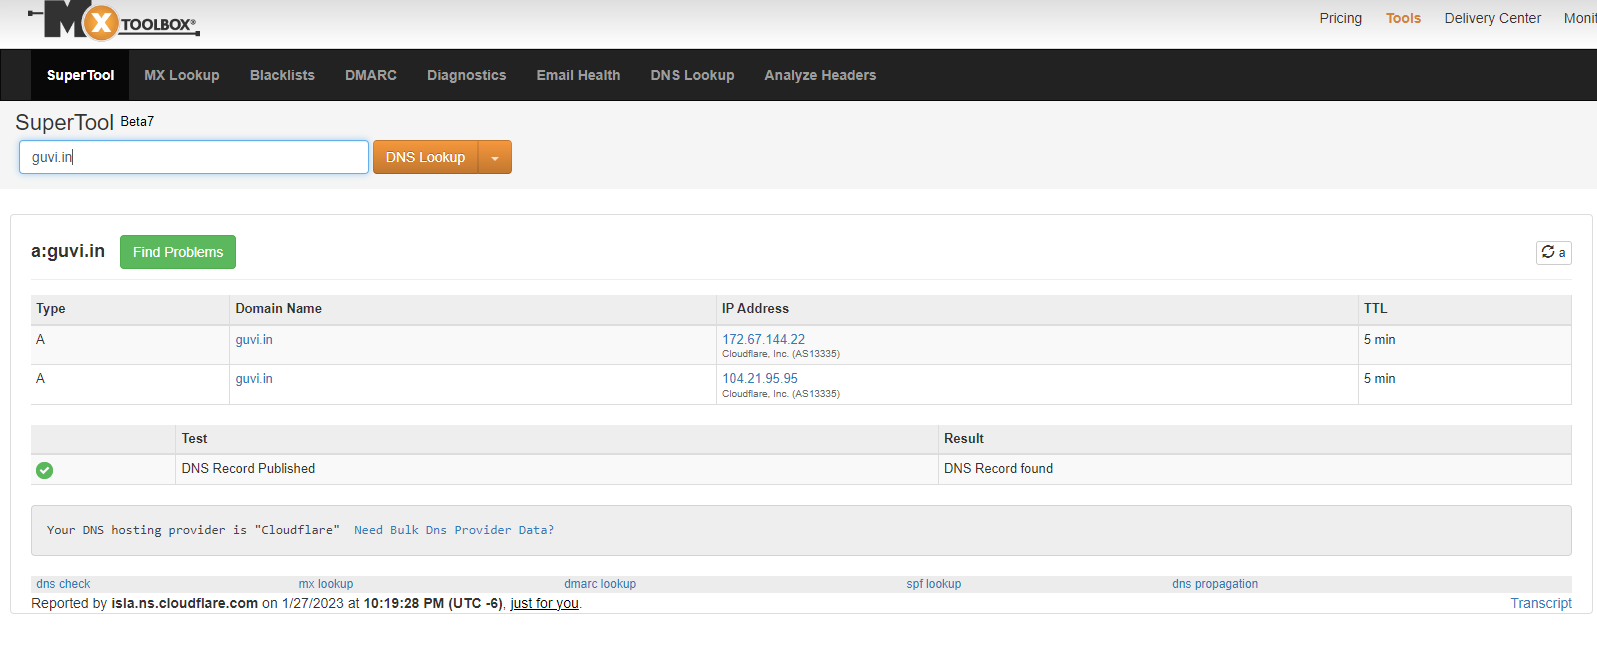 MX TOOLBOX®
Pricing Tools Delivery Center Monit
SuperTool MX Lookup Blacklists DMARC Diagnostics Email Health DNS Lookup Analyze Headers
SuperTool Beta7
guvi.in DNS Lookup
a:guvi.in Find Problems a
Type Domain Name IP Address TTL
A guvi.in 172.67.144.22 5 min
Cloudflare, Inc. (AS13335)
A guvi.in 104.21.95.95 5 min
Cloudflare, Inc. (AS13335)
Test Result
DNS Record Published DNS Record found
Your DNS hosting provider is "Cloudflare" Need Bulk Dns Provider Data?
dns check mx lookup dmarc lookup spf lookup dns propagation
Reported by isla.ns.cloudflare.com on 1/27/2023 at 10:19:28 PM (UTC -6), just for you. Transcript